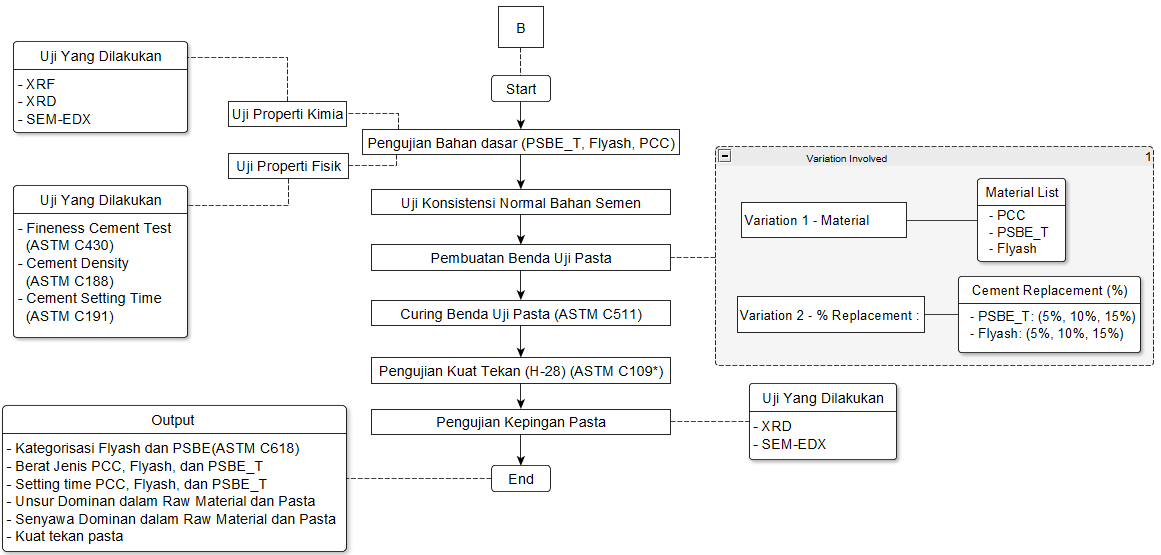 B
Start
Uji Yang Dilakukan
- XRF
- XRD
- SEM-EDX
Uji Properti Kimia
Pengujian Bahan dasar (PSBE_T, Flyash, PCC)
Uji Properti Fisik
Uji Yang Dilakukan
- Fineness Cement Test
(ASTM C430)
- Cement Density
(ASTM C188)
- Cement Setting Time
(ASTM C191)
Uji Konsistensi Normal Bahan Semen
Pembuatan Benda Uji Pasta
Variation Involved
1
Variation 1 - Material
Material List
- PCC
- PSBE_T
- Flyash
Variation 2 - % Replacement :
Cement Replacement (%)
- PSBE_T: (5%, 10%, 15%)
- Flyash: (5%, 10%, 15%)
Curing Benda Uji Pasta (ASTM C511)
Pengujian Kuat Tekan (H-28) (ASTM C109*)
Pengujian Kepingan Pasta
Uji Yang Dilakukan
- XRD
- SEM-EDX
End
Output
- Kategorisasi Flyash dan PSBE(ASTM C618)
- Berat Jenis PCC, Flyash, dan PSBE_T
- Setting time PCC, Flyash, dan PSBE_T
- Unsur Dominan dalam Raw Material dan Pasta
- Senyawa Dominan dalam Raw Material dan Pasta
- Kuat tekan pasta